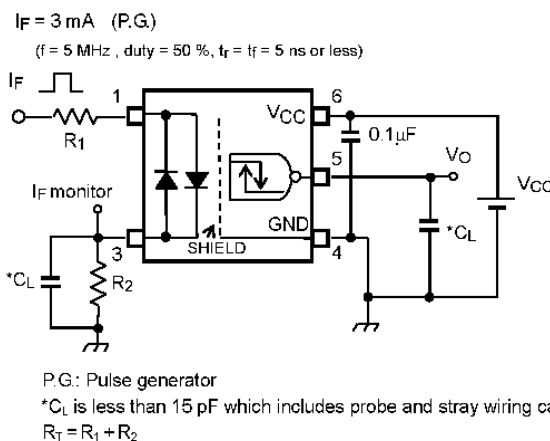 IF = 3 mA (P.G.)
(f = 5 MHz , duty = 50 %, tr = tf = 5 ns or less)
IF
1
6
VCC
R1
0.1μF
5
VO
IF monitor
VCC
GND
*CL
3
SHIELD
4
*CL
R2
P.G.: Pulse generator
*CL is less than 15 pF which includes probe and stray wiring
RT = R1 + R2